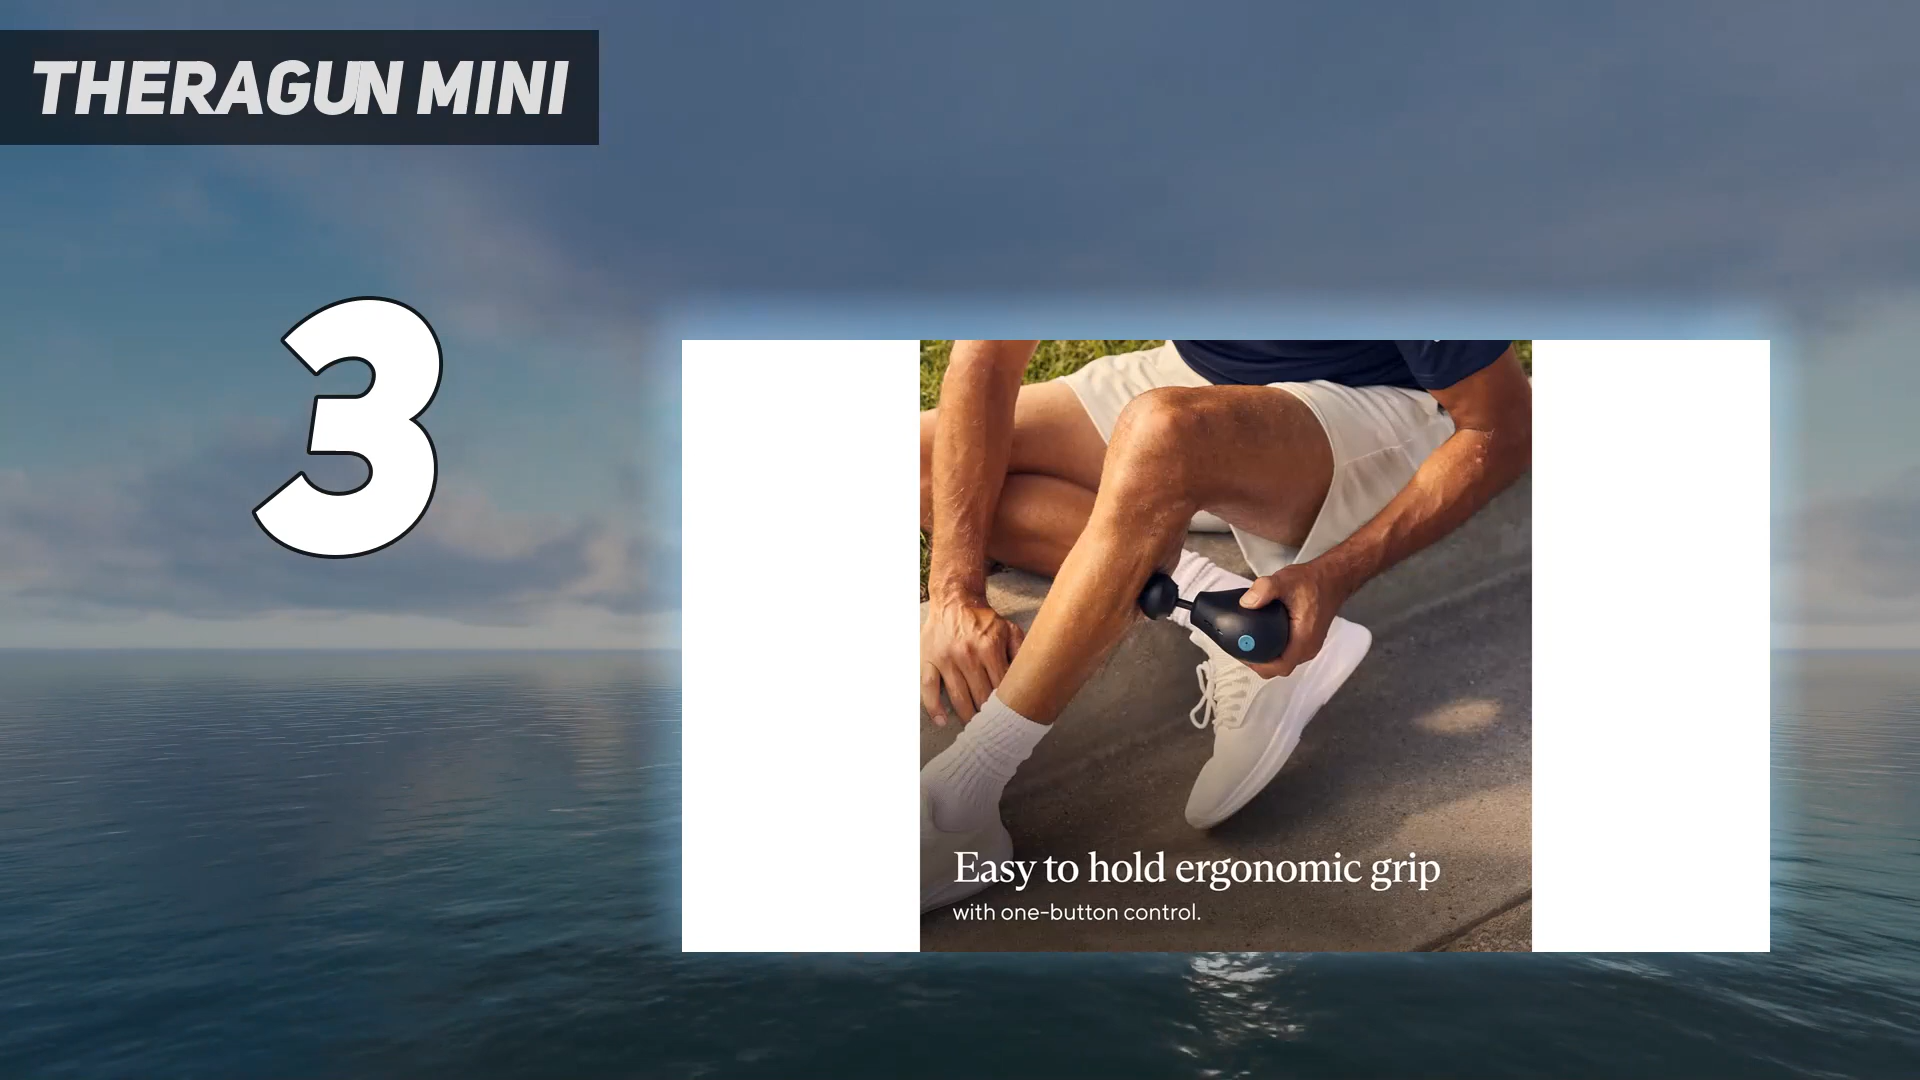 THERAGUN MINI
3
Easy to hold ergonomic grip
with one-button control.